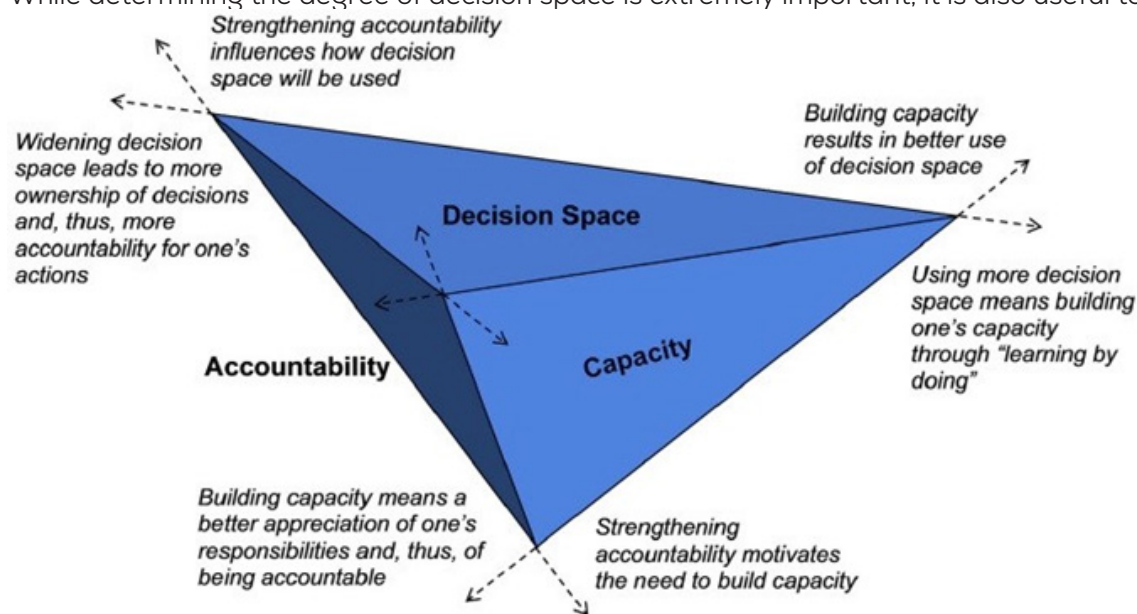 While determining the degree of decision space is extremely important, it is also useful to
Strengthening accountability
influences how decision
space will be used
Building capacity
results in better use
of decision space
Widening decision
space leads to more
ownership of decisions
and, thus, more
accountability for one's
actions
Decision Space
Using more decision
space means building
one's capacity
through "learning by
doing"
Accountability
Capacity
Building capacity means a
better appreciation of one's
responsibilities and, thus, of
being accountable
Strengthening
accountability motivates
the need to build capacity